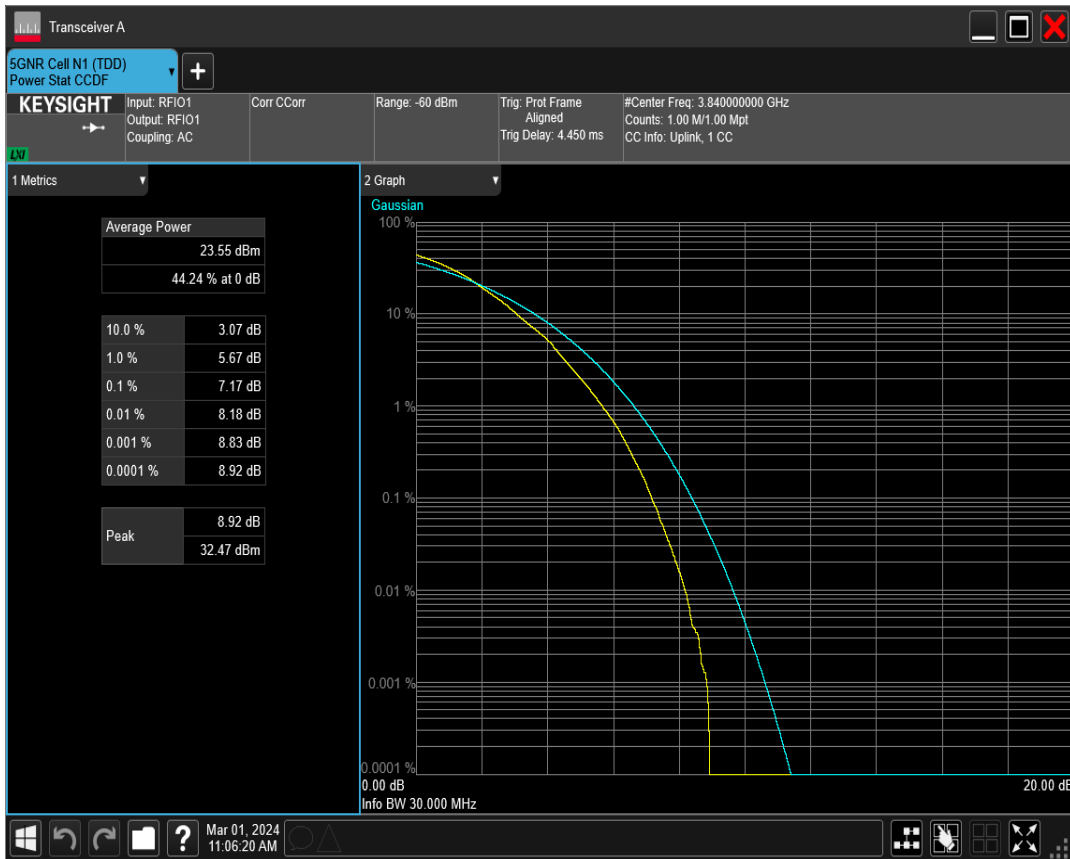 Transceiver A
5GNR Cell N1 (TDD)
Power Stat CCDF
+
KEYSIGHT
LXI
Input: RFIO1
Output: RFIO1
Coupling: AC
Corr CCorr
Range: -60 dBm
Trig: Prot Frame
Aligned
Trig Delay: 4.450 ms
#Center Freq: 3.840000000 GHz
Counts: 1.00 M/1.00 Mpt
CC Info: Uplink, 1 CC
1 Metrics
Average Power
23.55 dBm
44.24 % at 0 dB
10.0 % 3.07 dB
1.0 % 5.67 dB
0.1 % 7.17 dB
0.01 % 8.18 dB
0.001 % 8.83 dB
0.0001 % 8.92 dB
Peak
8.92 dB
32.47 dBm
2 Graph
Gaussian
100 %
10 %
1 %
0.1 %
0.01 %
0.001 %
0.0001 %
0.00 dB
20.00 dB
Info BW 30.000 MHz
?
Mar 01, 2024
11:06:20 AM